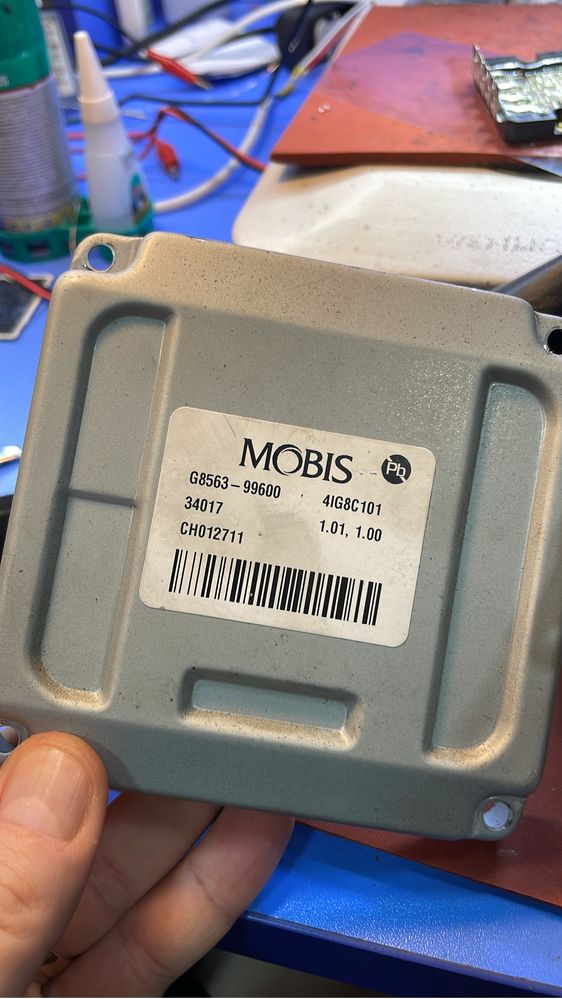 MOBIS
Pb
G8563-99600
4IG8C101
34017
1.01, 1.00
CH012711